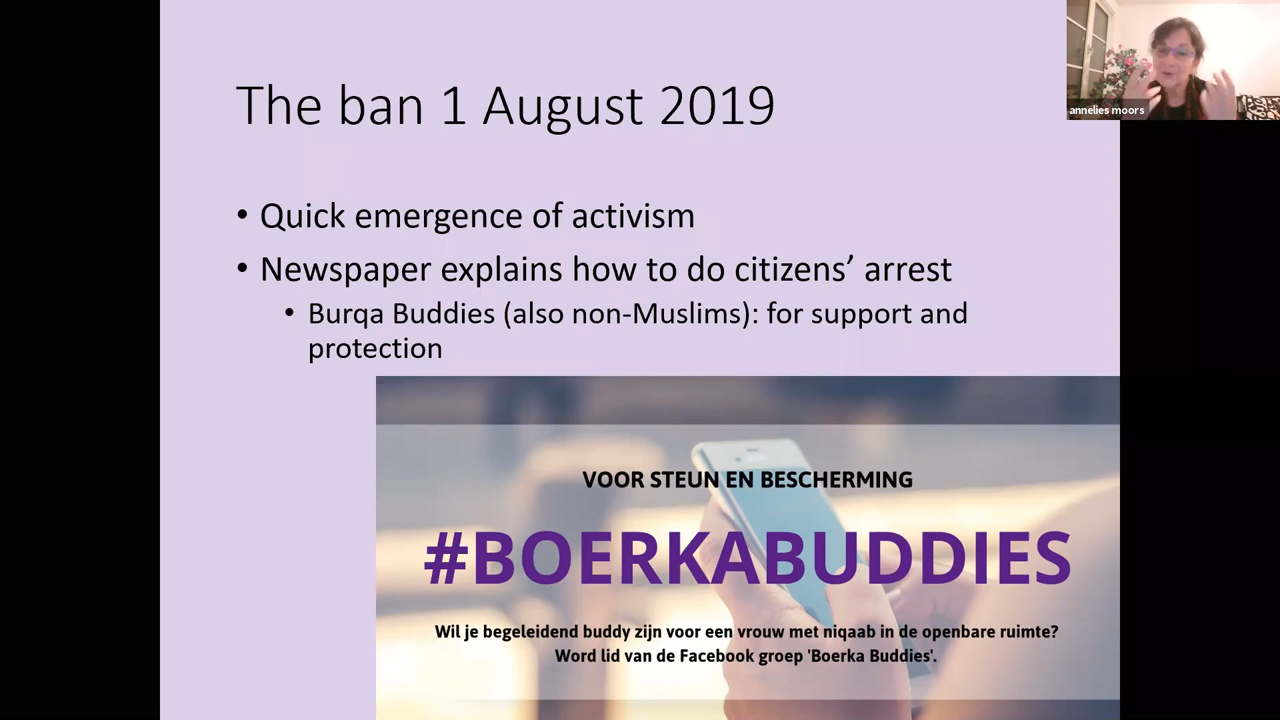 The ban 1 August 2019
annelies moors
• Quick emergence of activism
• Newspaper explains how to do citizens’ arrest
• Burqa Buddies (also non-Muslims): for support and
protection
VOOR STEUN EN BESCHERMING
#BOERKABUDDIES
Wil je begeleidend buddy zijn voor een vrouw met niqaab in de openbare ruimte?
Word lid van de Facebook groep 'Boerka Buddies'.